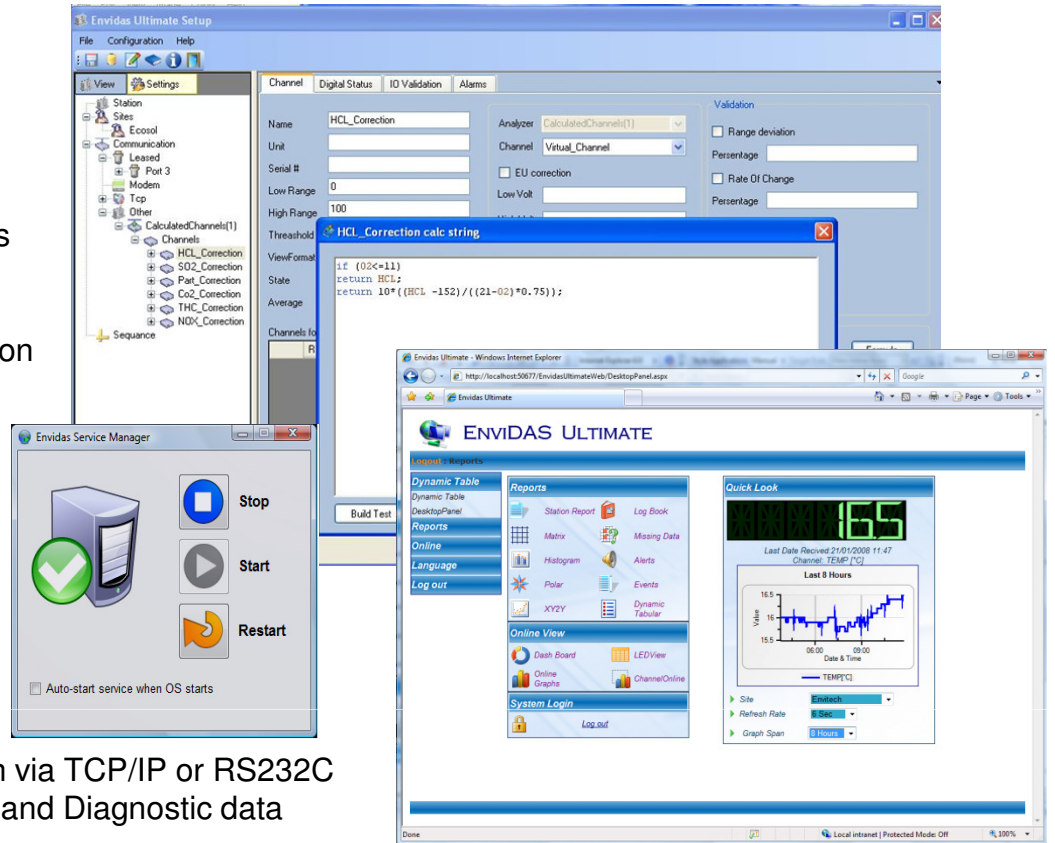 Envidas Ultimate Setup
File Configuration Help
View Settings
Station
Sites
Ecosol
Communication
Leased
Port 3
Modem
Tcp
Other
CalculatedChannels(1)
Channels
HCL_Correction
SO2_Correction
Part_Correction
Co2_Correction
THC_Correction
NOX_Correction
Sequance
Channel Digital Status IO Validation Alarms
Name HCL_Correction
Unit
Serial #
Low Range 0
High Range 100
Threashold
ViewFormat
State
Average
Channels fo
R
Analyzer CalculatedChannels(1)
Channel Virtual_Channel
EU correction
Low Volt
Validation
Range deviation
Percentage
Rate Of Change
Percentage
HCL_Correction calc string
if (O2<=11)
return HCL;
return 10*((HCL -152)/((21-O2)*0.75));
Build Test
s
on
Envidas Service Manager
Stop
Start
Restart
Auto-start service when OS starts
n via TCP/IP or RS232C
and Diagnostic data
Envidas Ultimate - Windows Internet Explorer
http://localhost:50677/EnvidasUltimateWeb/DesktopPanel.aspx
Google
Envidas Ultimate
Page Tools
ENVIDAS ULTIMATE
Logout : Reports
Dynamic Table
Dynamic Table
DesktopPanel
Reports
Online
Language
Log out
Reports
Station Report Log Book
Matrix Missing Data
Histogram Alerts
Polar Events
XY2Y Dynamic Tabular
Online View
Dash Board LEDView
Online Graphs ChannelOnline
System Login
Log out
Quick Look
16.5
Last Date Recived:21/01/2008 11:47
Channel: TEMP [°C]
Last 8 Hours
16.5
16
15.5
Value
06:00 09:00
Date & Time
TEMP[°C]
Site Envitech
Refresh Rate 6 Sec
Graph Span 8 Hours
Done
Local intranet | Protected Mode: Off
100%